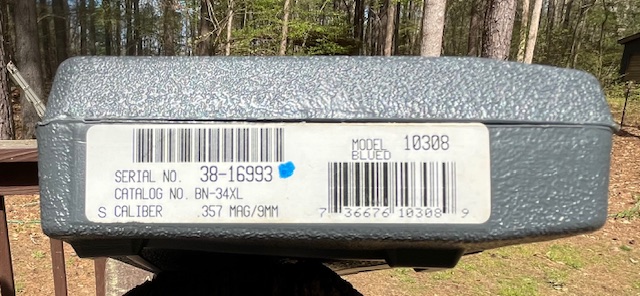 SERIAL NO. 38-16993
CATALOG NO. BN-34XL
S CALIBER .357 MAG/9MM
MODEL 10308
BLUED
7 36676 10308 9